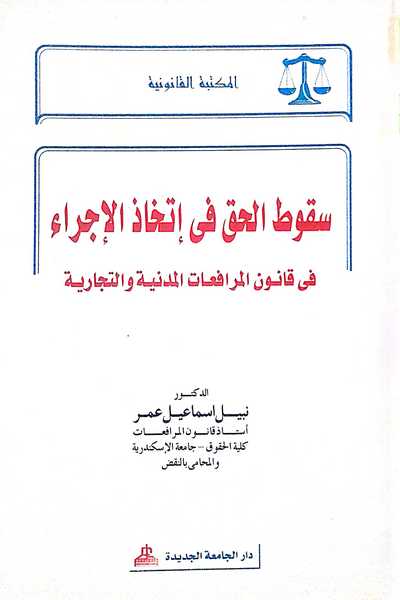 المكتبة القانونية
سقوط الحق فى إتخاذ الإجراء
فى قانون المرافعات المدنية والتجارية
الدكتور
نبيل اسماعيل عمر
أستاذ قانون المرافعات
كلية الحقوق - جامعة الإسكندرية
والمحامى بالنقض
دار الجامعة الجديدة